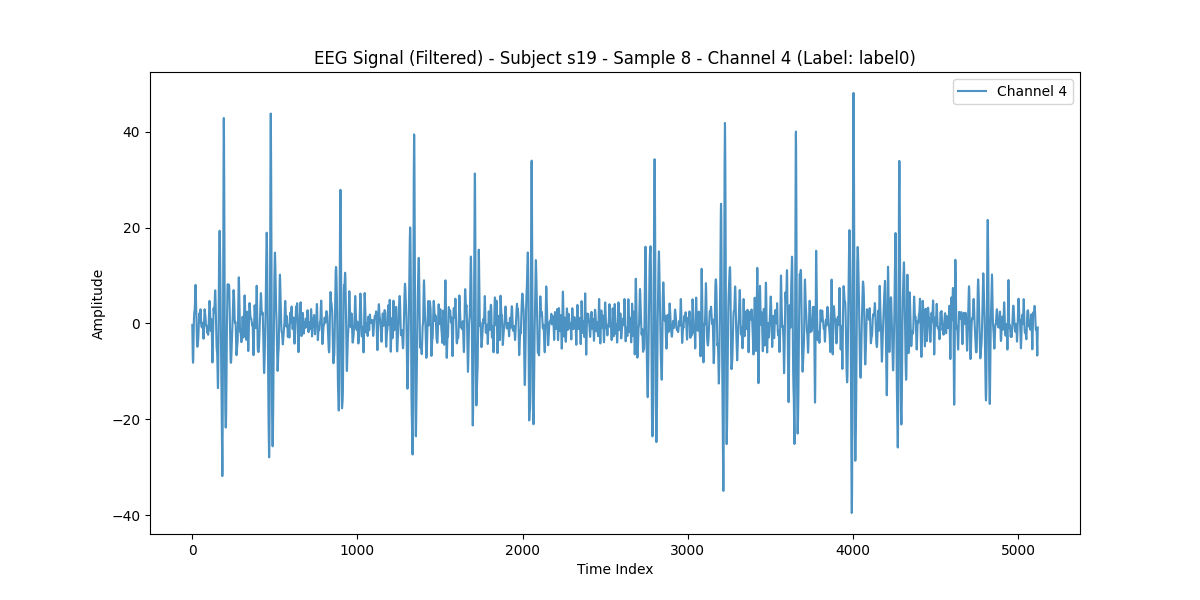 EEG Signal (Filtered) - Subject s19 - Sample 8 - Channel 4 (Label: label0)
Channel 4
40
20
0
−20
−40
Amplitude
0 1000 2000 3000 4000 5000
Time Index